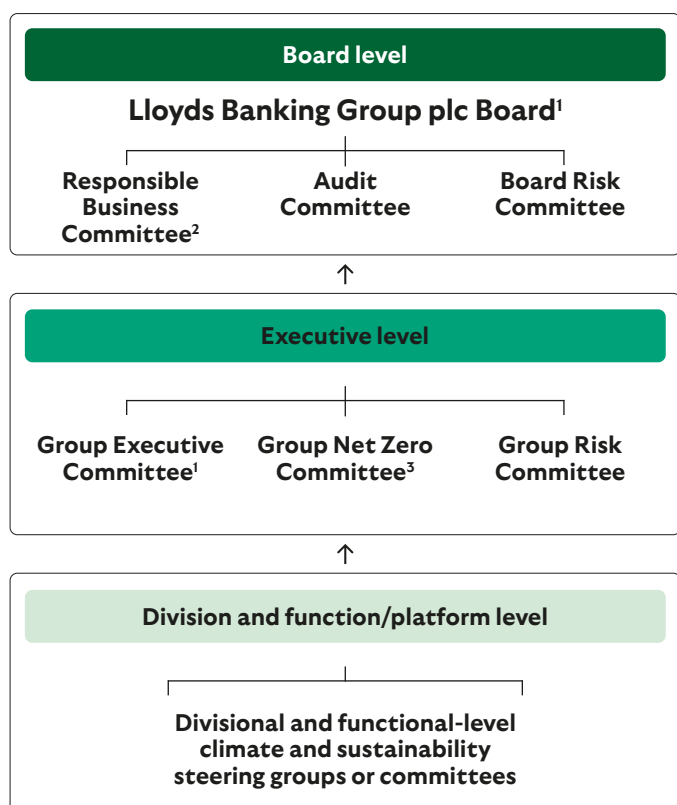 Board level
Lloyds Banking Group plc Board¹
Responsible
Business
Committee²
Audit
Committee
Board Risk
Committee
Executive level
Group Executive
Committee¹
Group Net Zero
Committee³
Group Risk
Committee
Division and function/platform level
Divisional and functional-level
climate and sustainability
steering groups or committees